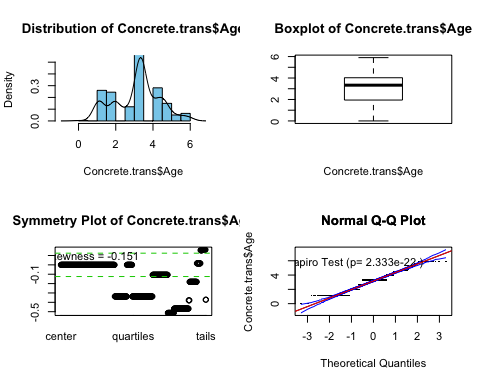 Distribution of Concrete.trans$Age
Density
0.0
0.3
0 2 4 6
Concrete.trans$Age
Boxplot of Concrete.trans$Age
0 2 4 6
Concrete.trans$Age
Symmetry Plot of Concrete.trans$A
ewness = -0.151
-0.1
-0.5
center quartiles tails
Normal Q-Q Plot
Concrete.trans$Age
apiro Test (p= 2.333e-22 )
0 4
-3 -2 -1 0 1 2 3
Theoretical Quantiles